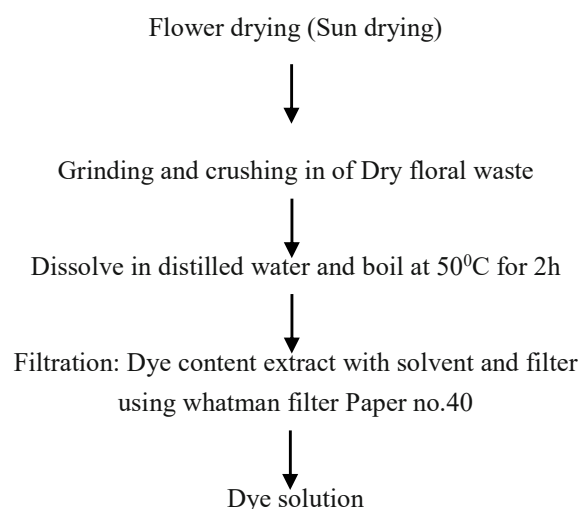 Flower drying (Sun drying)
Grinding and crushing in of Dry floral waste
Dissolve in distilled water and boil at 50⁰C for 2h
Filtration: Dye content extract with solvent and filter
using whatman filter Paper no.40
Dye solution